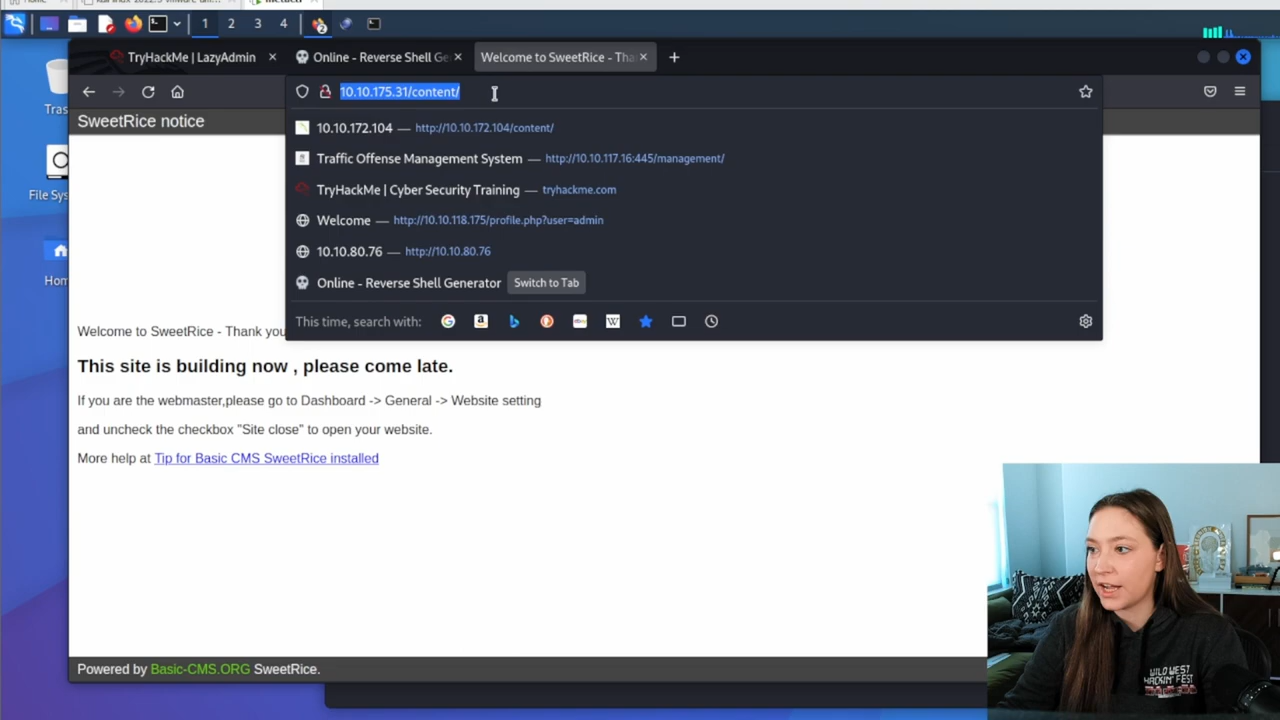 Home
1 2 3 4
TryHackMe | LazyAdmin
Online - Reverse Shell Ge
Welcome to SweetRice - Tha
10.10.175.31/content/
SweetRice notice
10.10.172.104 — http://10.10.172.104/content/
Traffic Offense Management System — http://10.10.117.16:445/management/
TryHackMe | Cyber Security Training — tryhackme.com
Welcome — http://10.10.118.175/profile.php?user=admin
10.10.80.76 — http://10.10.80.76
Online - Reverse Shell Generator Switch to Tab
This time, search with:
Tras
File Sys
Hom
Welcome to SweetRice - Thank you
This site is building now , please come late.
If you are the webmaster,please go to Dashboard -> General -> Website setting
and uncheck the checkbox "Site close" to open your website.
More help at Tip for Basic CMS SweetRice installed
Powered by Basic-CMS.ORG SweetRice.
WILD WEST
HACKIN' FEST